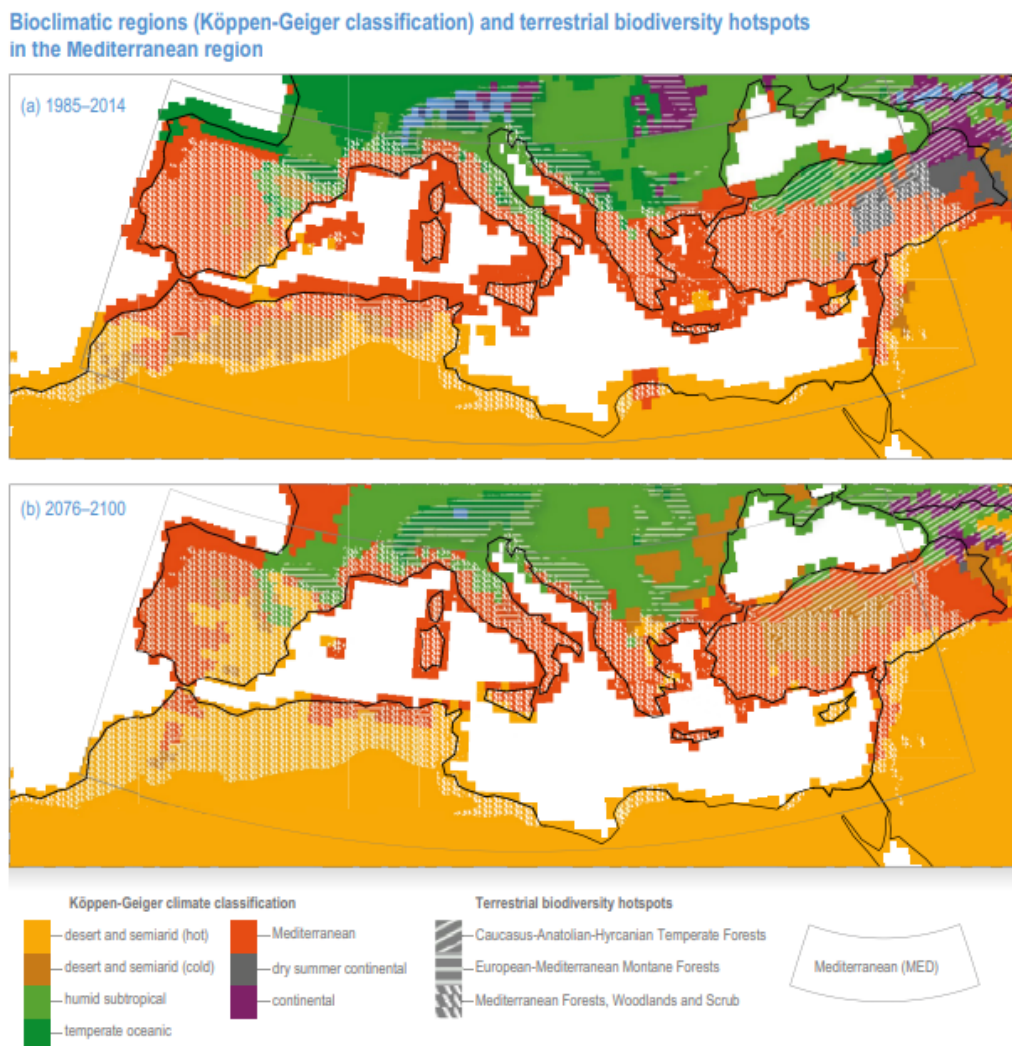 Bioclimatic regions (Köppen-Geiger classification) and terrestrial biodiversity hotspots
in the Mediterranean region
(a) 1985–2014
(b) 2076–2100
Köppen-Geiger climate classification
desert and semiarid (hot)
desert and semiarid (cold)
humid subtropical
temperate oceanic
Mediterranean
dry summer continental
continental
Terrestrial biodiversity hotspots
Caucasus-Anatolian-Hyrcanian Temperate Forests
European-Mediterranean Montane Forests
Mediterranean Forests, Woodlands and Scrub
Mediterranean (MED)